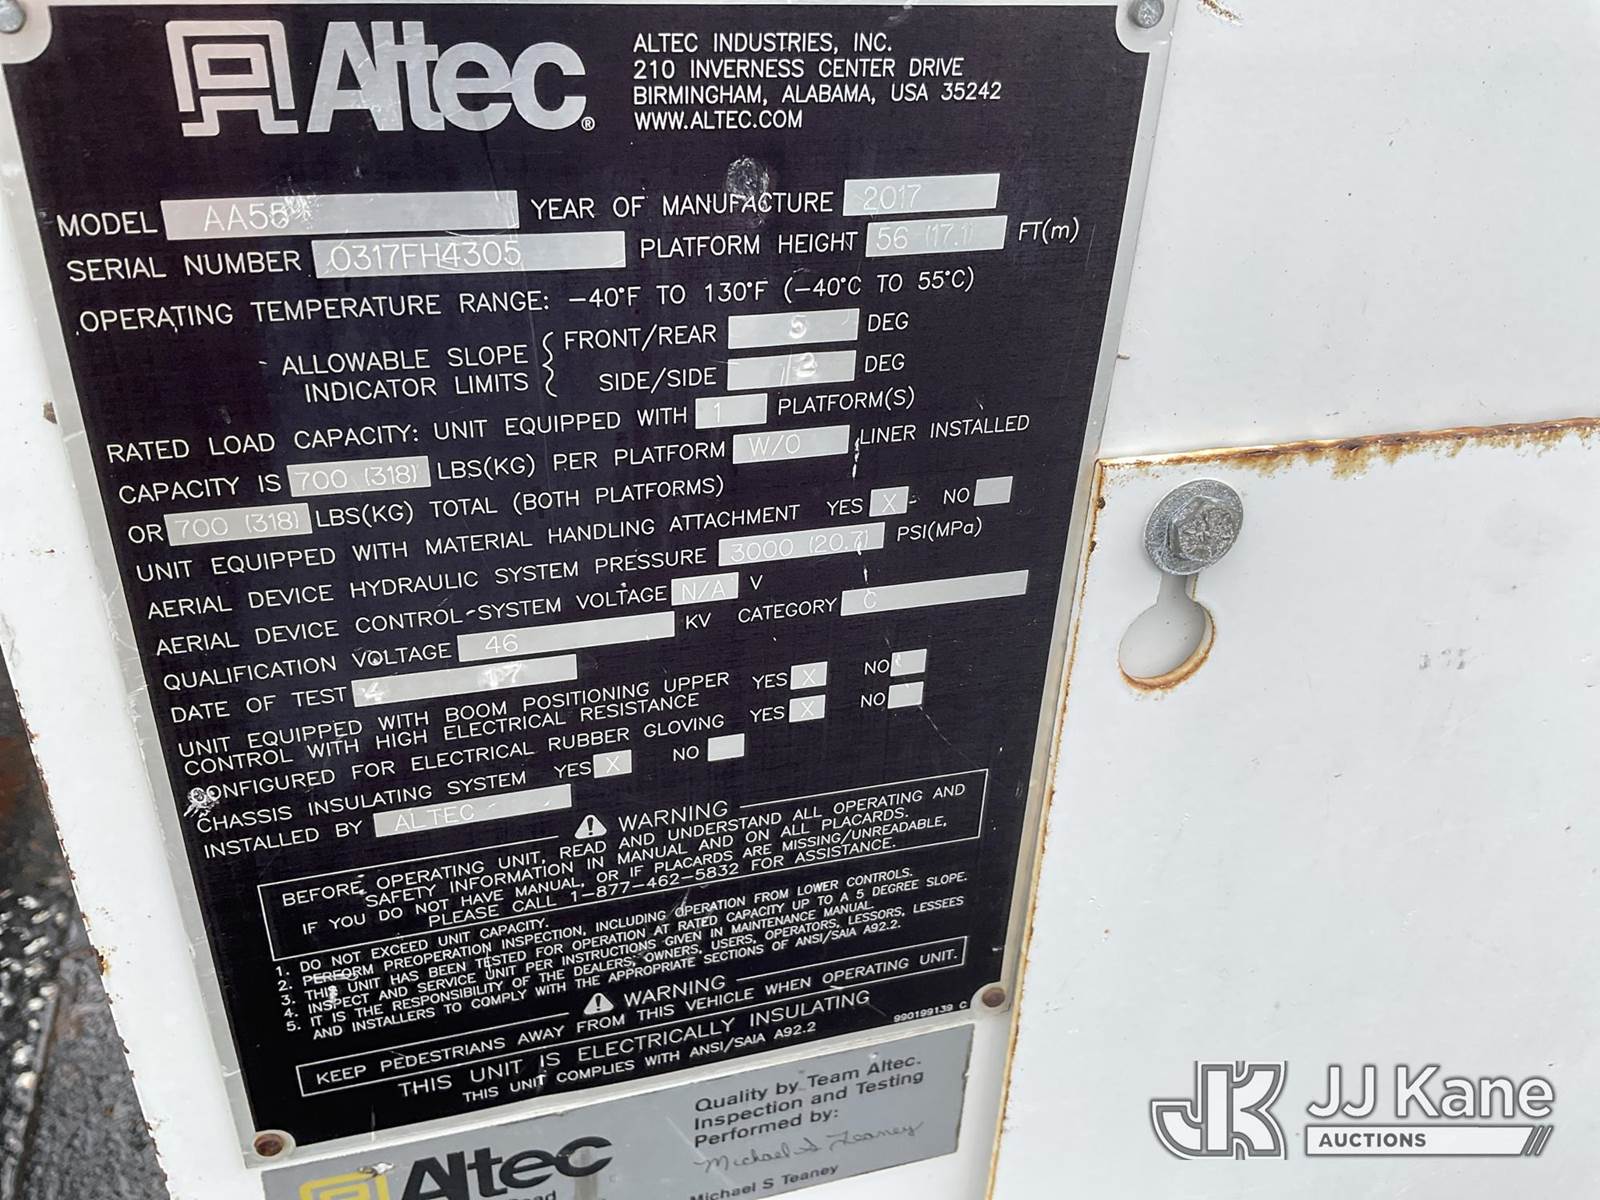 Altec®
ALTEC INDUSTRIES, INC.
210 INVERNESS CENTER DRIVE
BIRMINGHAM, ALABAMA, USA 35242
WWW.ALTEC.COM
MODEL AA55 YEAR OF MANUFACTURE 2017
SERIAL NUMBER 0317FH4305 PLATFORM HEIGHT 56 (17.1) FT(m)
OPERATING TEMPERATURE RANGE: -40°F TO 130°F (-40°C TO 55°C)
ALLOWABLE SLOPE INDICATOR LIMITS { FRONT/REAR 5 DEG
SIDE/SIDE DEG
RATED LOAD CAPACITY: UNIT EQUIPPED WITH 1 PLATFORM(S)
CAPACITY IS 700 (318) LBS(KG) PER PLATFORM W/O LINER INSTALLED
OR 700 (318) LBS(KG) TOTAL (BOTH PLATFORMS)
UNIT EQUIPPED WITH MATERIAL HANDLING ATTACHMENT YES X NO
AERIAL DEVICE HYDRAULIC SYSTEM PRESSURE 3000 (20.7) PSI(MPa)
AERIAL DEVICE CONTROL-SYSTEM VOLTAGE N/A V
QUALIFICATION VOLTAGE 46 KV CATEGORY C
DATE OF TEST 17
UNIT EQUIPPED WITH BOOM POSITIONING UPPER
CONTROL WITH HIGH ELECTRICAL RESISTANCE YES X NO
CONFIGURED FOR ELECTRICAL RUBBER GLOVING YES X NO
CHASSIS INSULATING SYSTEM YES X NO
INSTALLED BY ALTEC
⚠ WARNING
BEFORE OPERATING UNIT, READ AND UNDERSTAND ALL OPERATING AND
SAFETY INFORMATION IN MANUAL AND ON ALL PLACARDS.
IF YOU DO NOT HAVE MANUAL, OR IF PLACARDS ARE MISSING/UNREADABLE,
PLEASE CALL 1-877-462-5832 FOR ASSISTANCE.
1. DO NOT EXCEED UNIT CAPACITY.
2. PERFORM PREOPERATION INSPECTION, INCLUDING OPERATION FROM LOWER CONTROLS.
3. THIS UNIT HAS BEEN TESTED FOR OPERATION AT RATED CAPACITY UP TO A 5 DEGREE SLOPE.
4. INSPECT AND SERVICE UNIT PER INSTRUCTIONS GIVEN IN MAINTENANCE MANUAL.
5. IT IS THE RESPONSIBILITY OF THE DEALERS, OWNERS, USERS, OPERATORS, LESSORS, LESSEES
AND INSTALLERS TO COMPLY WITH THE APPROPRIATE SECTIONS OF ANSI/SAIA A92.2.
⚠ WARNING
KEEP PEDESTRIANS AWAY FROM THIS VEHICLE WHEN OPERATING UNIT.
THIS UNIT IS ELECTRICALLY INSULATING
THIS UNIT COMPLIES WITH ANSI/SAIA A92.2
990199139 C
Altec
Quality by Team Altec.
Inspection and Testing
Performed by:
Michael S Teaney
Michael S Teaney
JJ Kane
AUCTIONS